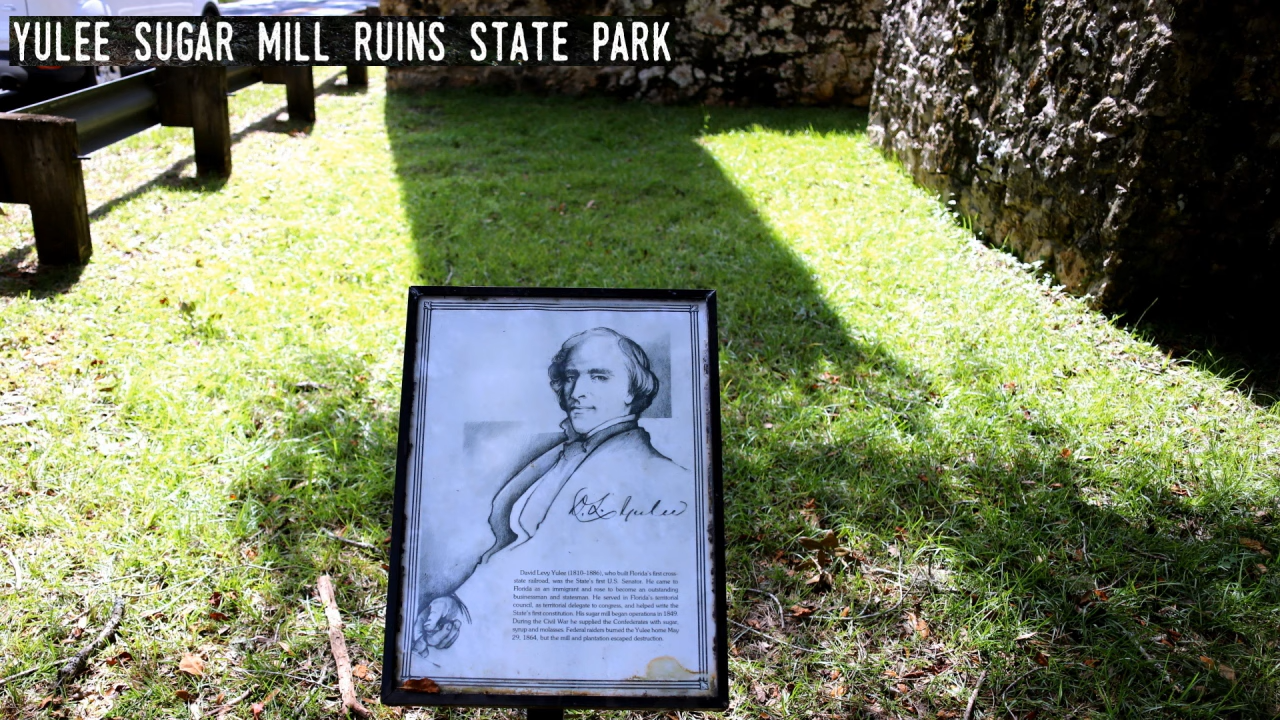 YULEE SUGAR MILL RUINS STATE PARK
D.L. Yulee
David Levy Yulee (1810-1886), who built Florida's first cross-
state railroad, was the State's first U.S. Senator. He came to
Florida as an immigrant and rose to become an outstanding
businessman and statesman. He served in Florida's territorial
council, as territorial delegate to congress, and helped write the
State's first constitution. His sugar mill began operations in 1849.
During the Civil War he supplied the Confederates with sugar,
syrup and molasses. Federal raiders burned the Yulee home May
29, 1864, but the mill and plantation escaped destruction.